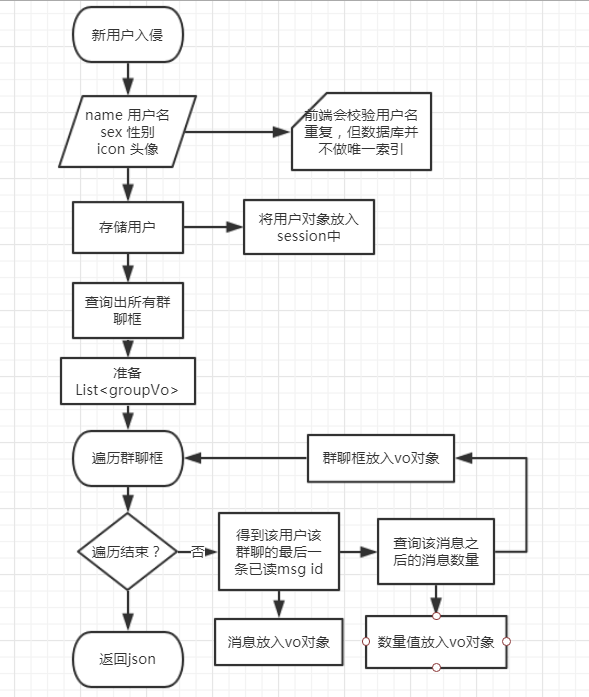 新用户入侵
name 用户名
sex 性别
icon 头像
前端会校验用户名
重复，但数据库并
不做唯一索引
存储用户
将用户对象放入
session中
查询出所有群
聊框
准备
List<groupVo>
遍历群聊框
群聊框放入vo对象
遍历结束？
否
得到该用户该
群聊的最后一
条已读msg id
查询该消息之
后的消息数量
消息放入vo对象
数量值放入vo对象
返回json